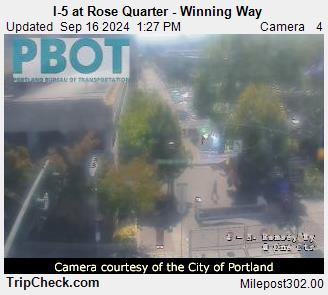 I-5 at Rose Quarter - Winning Way
Updated Sep 16 2024 1:27 PM Camera 4
PBOT
PORTLAND BUREAU OF TRANSPORTATION
Camera courtesy of the City of Portland
TripCheck.com Milepost302.00